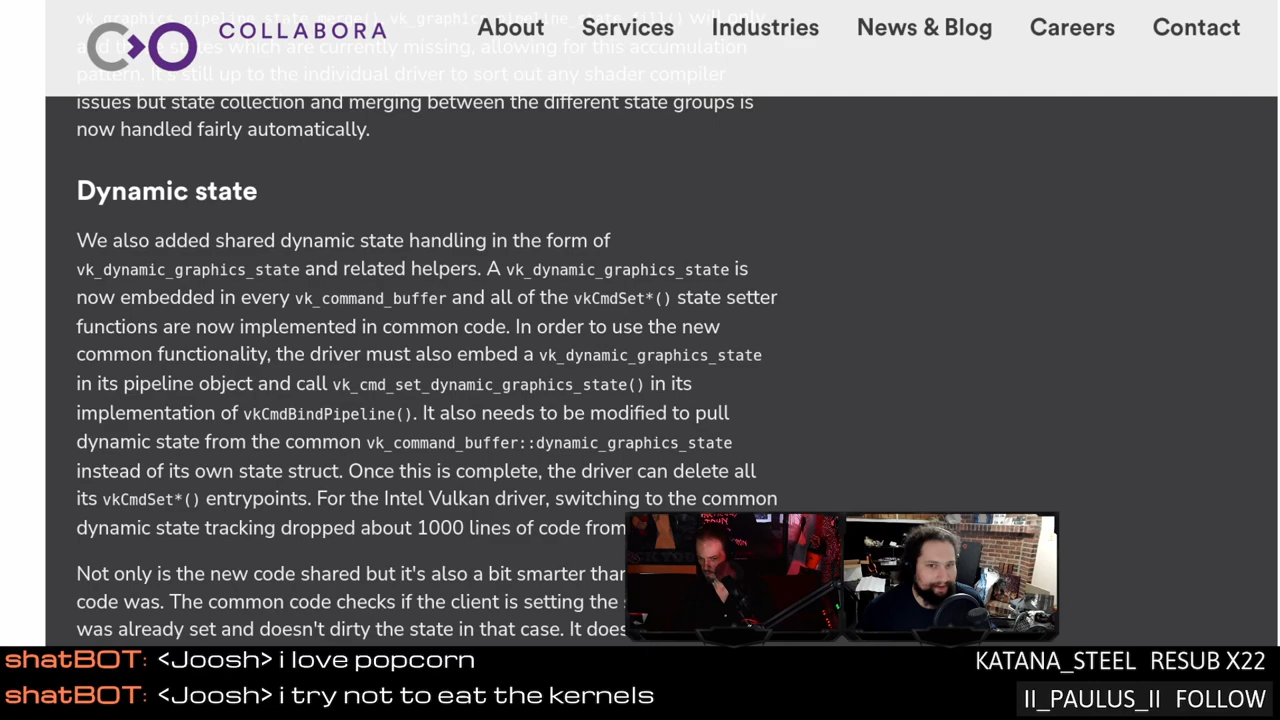 vk_graphics_pipeline_state_merge(), vk_graphics_pipeline_state_fill() will only
and those states which are currently missing, allowing for this accumulation
pattern. It's still up to the individual driver to sort out any shader compiler
COLLABORA
About Services Industries News & Blog Careers Contact
issues but state collection and merging between the different state groups is
now handled fairly automatically.
Dynamic state
We also added shared dynamic state handling in the form of
vk_dynamic_graphics_state and related helpers. A vk_dynamic_graphics_state is
now embedded in every vk_command_buffer and all of the vkCmdSet*() state setter
functions are now implemented in common code. In order to use the new
common functionality, the driver must also embed a vk_dynamic_graphics_state
in its pipeline object and call vk_cmd_set_dynamic_graphics_state() in its
implementation of vkCmdBindPipeline(). It also needs to be modified to pull
dynamic state from the common vk_command_buffer::dynamic_graphics_state
instead of its own state struct. Once this is complete, the driver can delete all
its vkCmdSet*() entrypoints. For the Intel Vulkan driver, switching to the common
dynamic state tracking dropped about 1000 lines of code from
Not only is the new code shared but it's also a bit smarter than
code was. The common code checks if the client is setting the
was already set and doesn't dirty the state in that case. It does
shatBOT: <Joosh> i love popcorn
shatBOT: <Joosh> i try not to eat the kernels
KATANA_STEEL RESUB X22
II_PAULUS_II FOLLOW